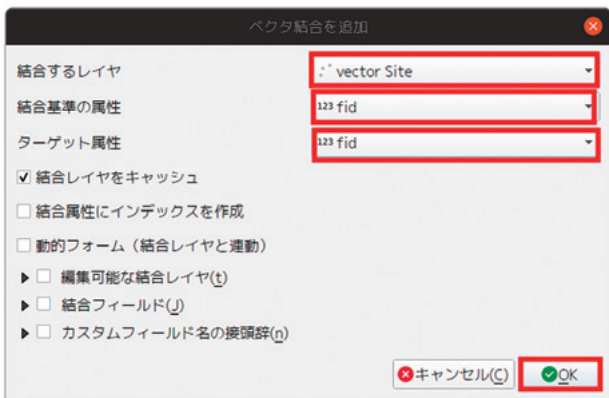 ベクタ結合を追加
結合するレイヤ vector Site
結合基準の属性 123 fid
ターゲット属性 123 fid
結合レイヤをキャッシュ
結合属性にインデックスを作成
動的フォーム（結合レイヤと連動）
編集可能な結合レイヤ(t)
結合フィールド(J)
カスタムフィールド名の接頭辞(n)
キャンセル(C) OK